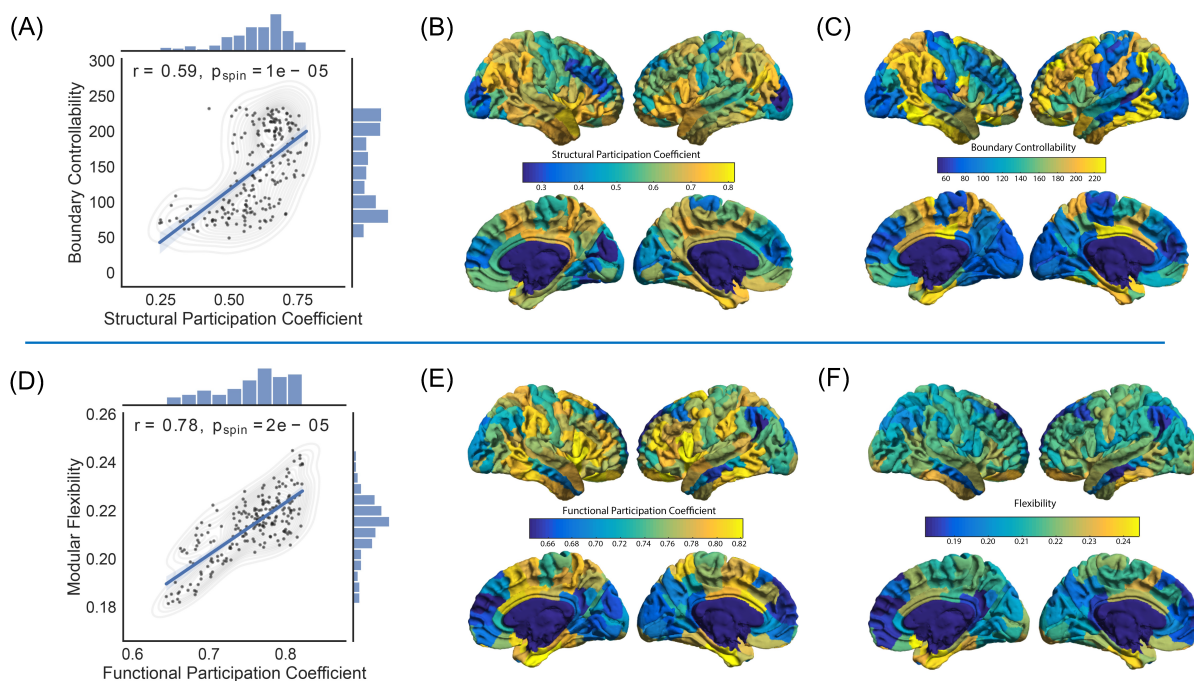 (A)
r = 0.59, p_spin = 1e - 05
300
250
200
150
100
50
0
Boundary Controllability
0.25 0.50 0.75
Structural Participation Coefficient
(B)
Structural Participation Coefficient
0.3 0.4 0.5 0.6 0.7 0.8
(C)
Boundary Controllability
60 80 100 120 140 160 180 200 220
(D)
r = 0.78, p_spin = 2e - 05
0.26
0.24
0.22
0.20
0.18
Modular Flexibility
0.6 0.7 0.8
Functional Participation Coefficient
(E)
Functional Participation Coefficient
0.66 0.68 0.70 0.72 0.74 0.76 0.78 0.80 0.82
(F)
Flexibility
0.19 0.20 0.21 0.22 0.23 0.24